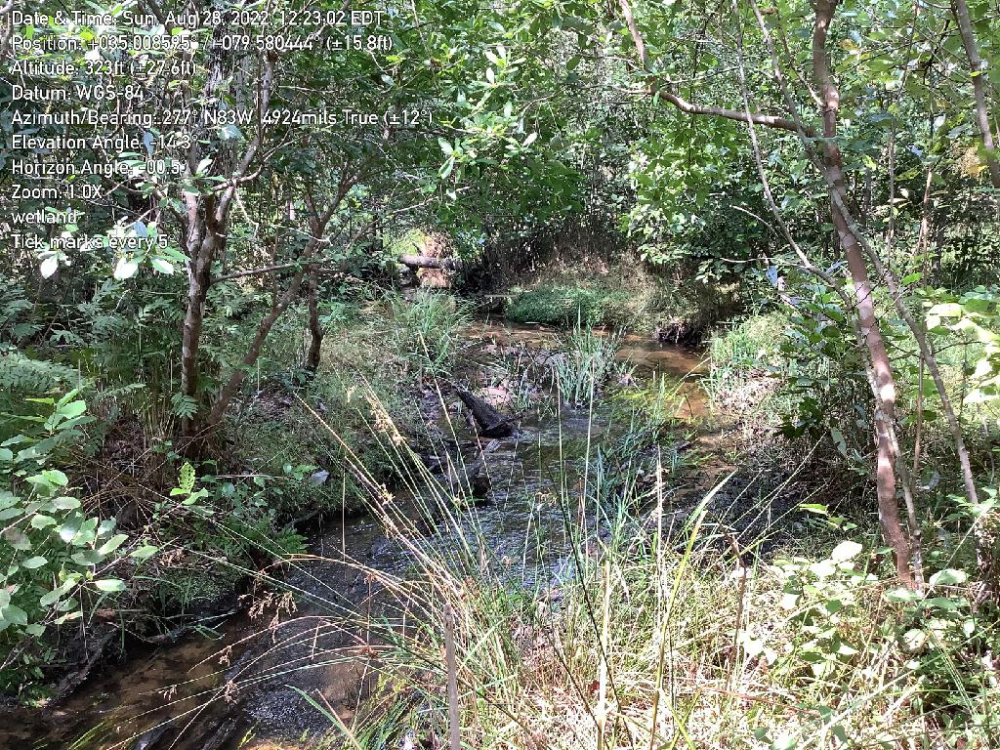 Date & Time: Sun, Aug 28, 2022, 12:23:02 EDT
Position: +035.008595° / -079.580444° (±15.8ft)
Altitude: 323ft (±27.6ft)
Datum: WGS-84
Azimuth/Bearing: 277° N83W 4924mils True (±12°)
Elevation Angle: -14.3°
Horizon Angle: -00.5°
Zoom: 1.0X
wetland
Tick marks every 5